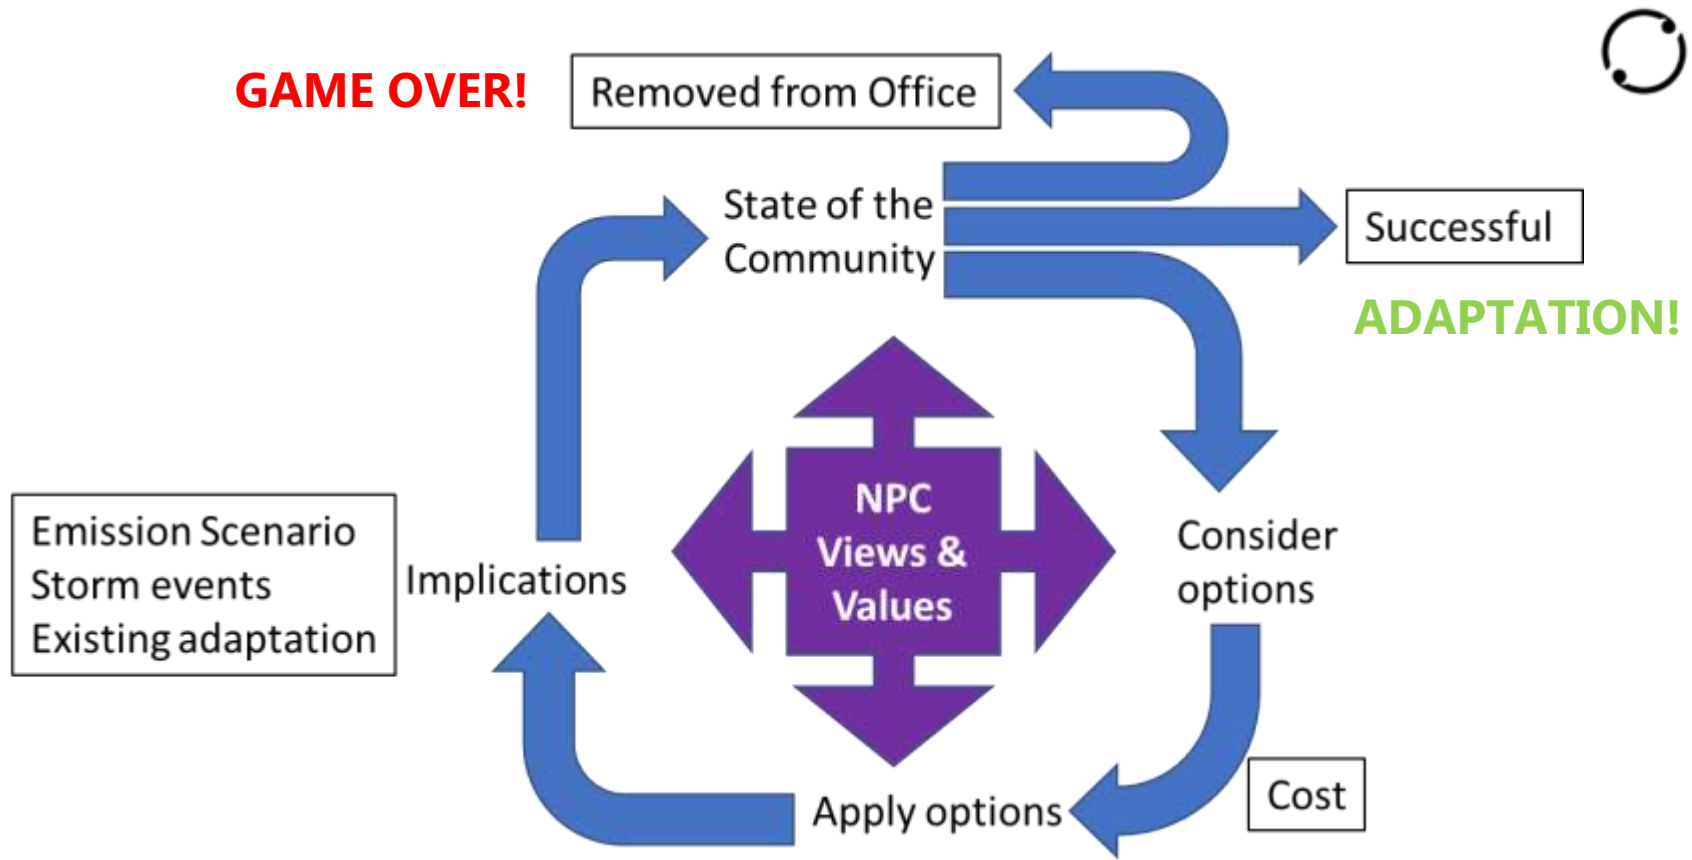 GAME OVER!
Removed from Office
State of the
Community
Successful
ADAPTATION!
NPC
Views &
Values
Consider
options
Emission Scenario
Storm events
Existing adaptation
Implications
Cost
Apply options